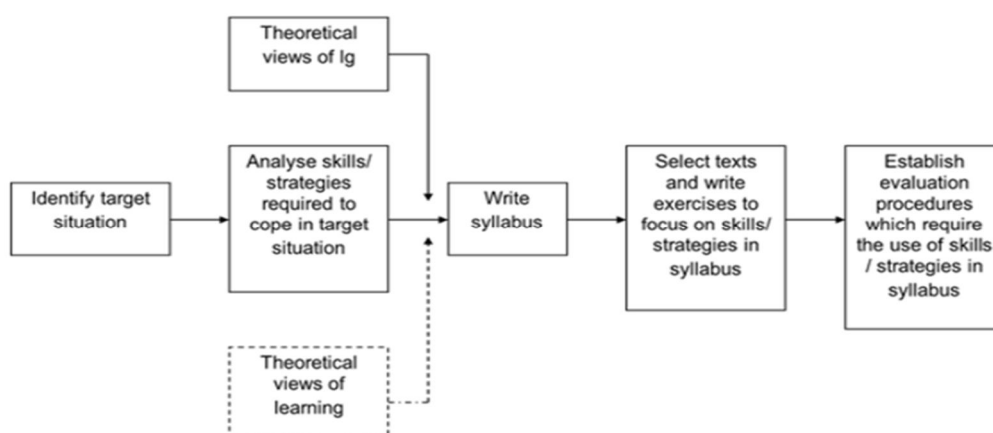 Theoretical
views of lg
Identify target
situation
Analyse skills/
strategies
required to
cope in target
situation
Theoretical
views of
learning
Write
syllabus
Select texts
and write
exercises to
focus on skills/
strategies in
syllabus
Establish
evaluation
procedures
which require
the use of skills
/ strategies in
syllabus